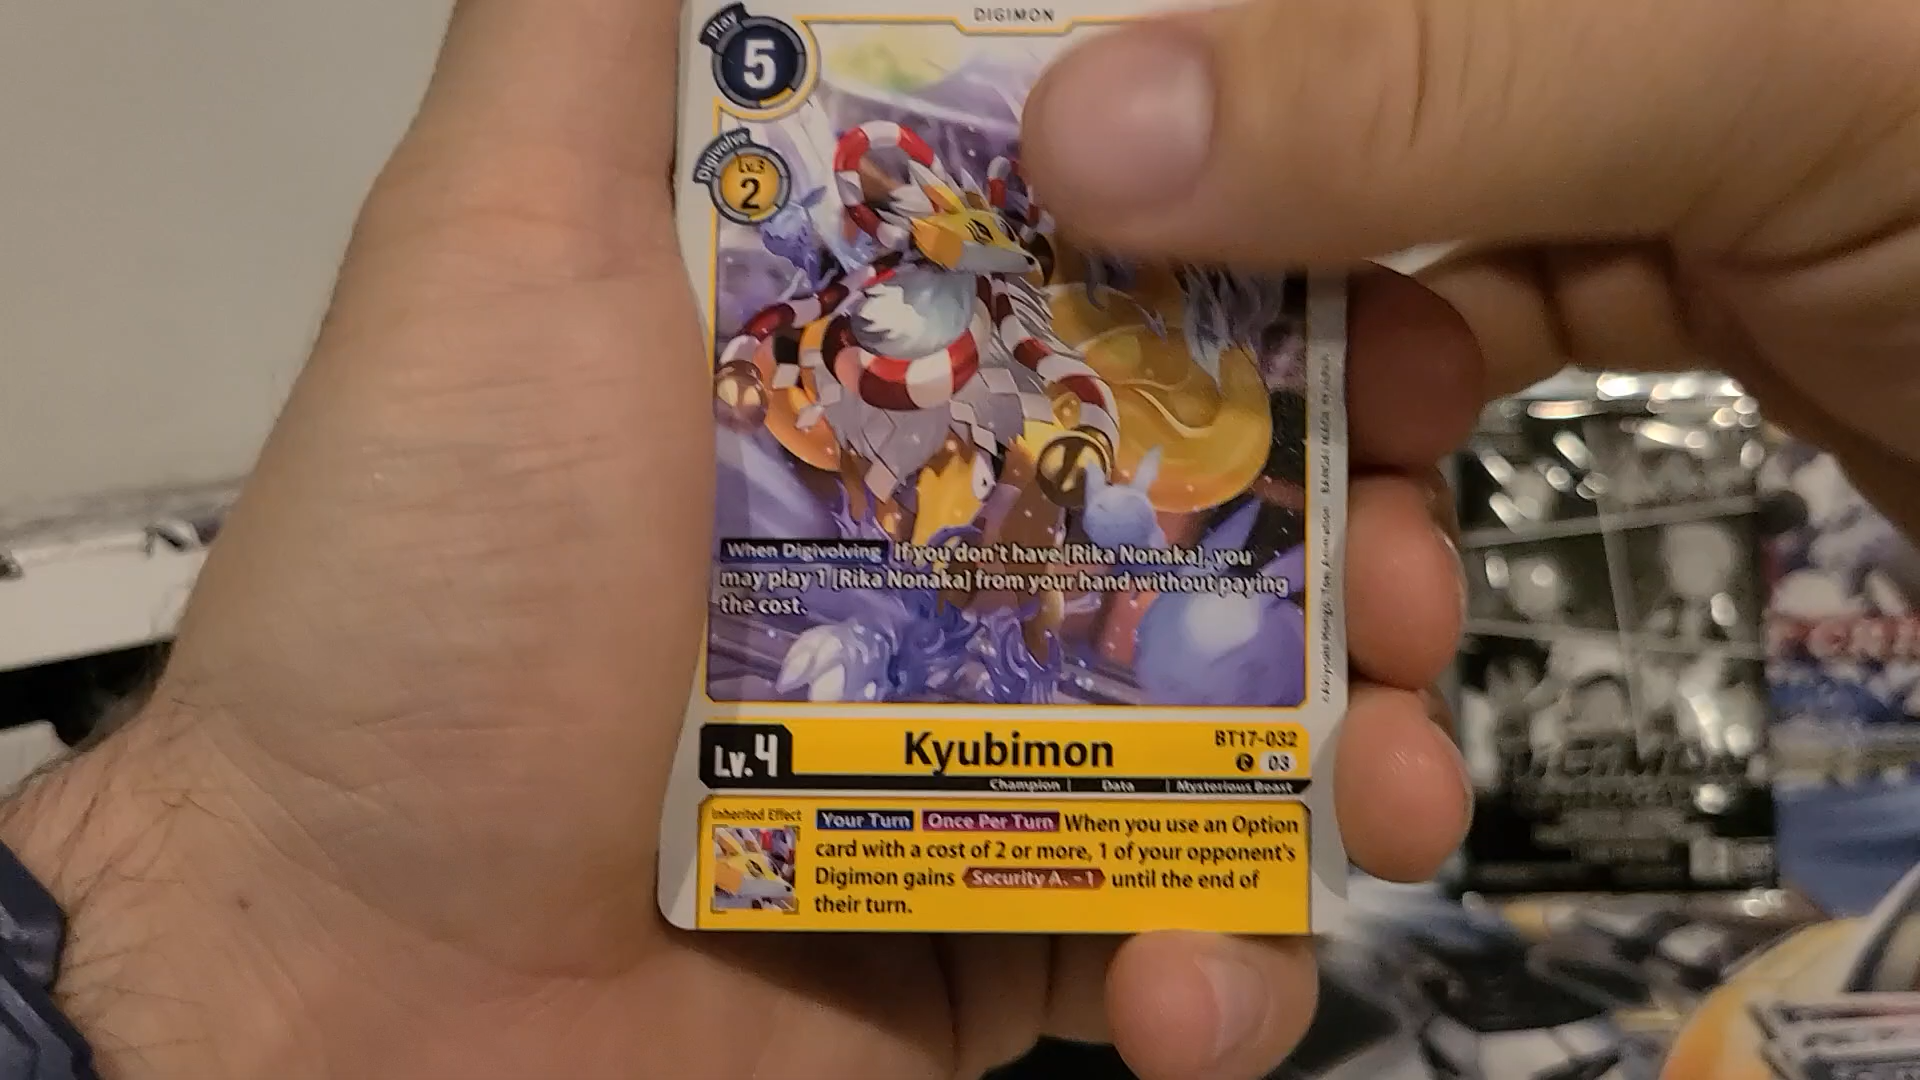 DIGIMON
Play
5
Digivolve
Lv.3
2
When Digivolving If you don't have [Rika Nonaka], you
may play 1 [Rika Nonaka] from your hand without paying
the cost.
Lv.4
Kyubimon
BT17-032
C 03
Champion | Data | Mysterious Beast
Inherited Effect
Your Turn Once Per Turn When you use an Option
card with a cost of 2 or more, 1 of your opponent's
Digimon gains Security A. -1 until the end of
their turn.